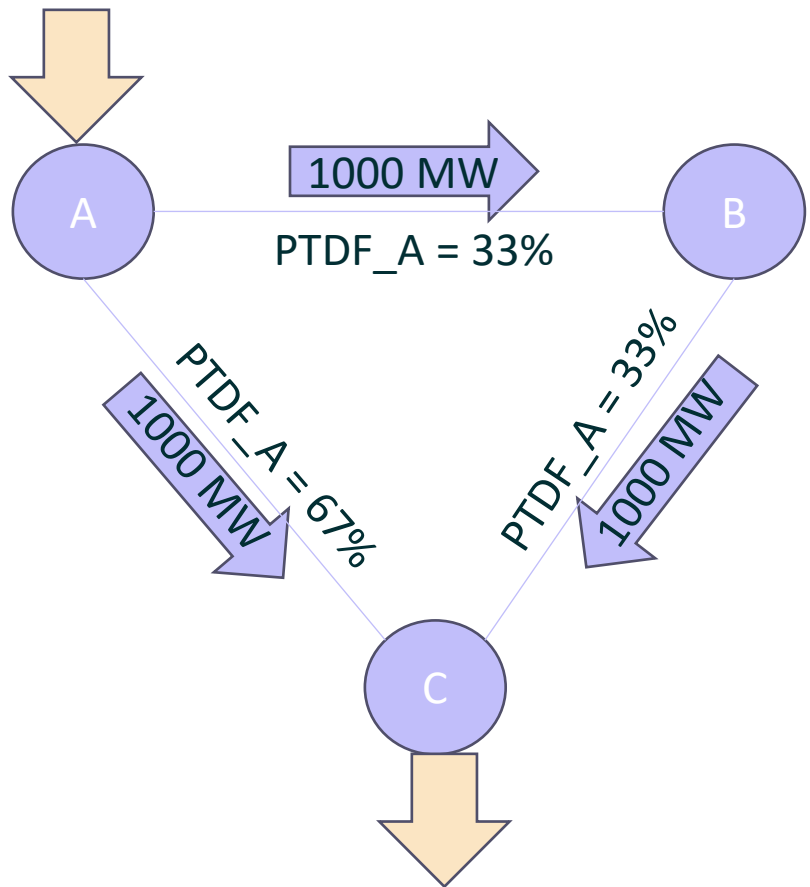 A
1000 MW
B
PTDF_A = 33%
PTDF_A = 67%
1000 MW
PTDF_A = 33%
1000 MW
C